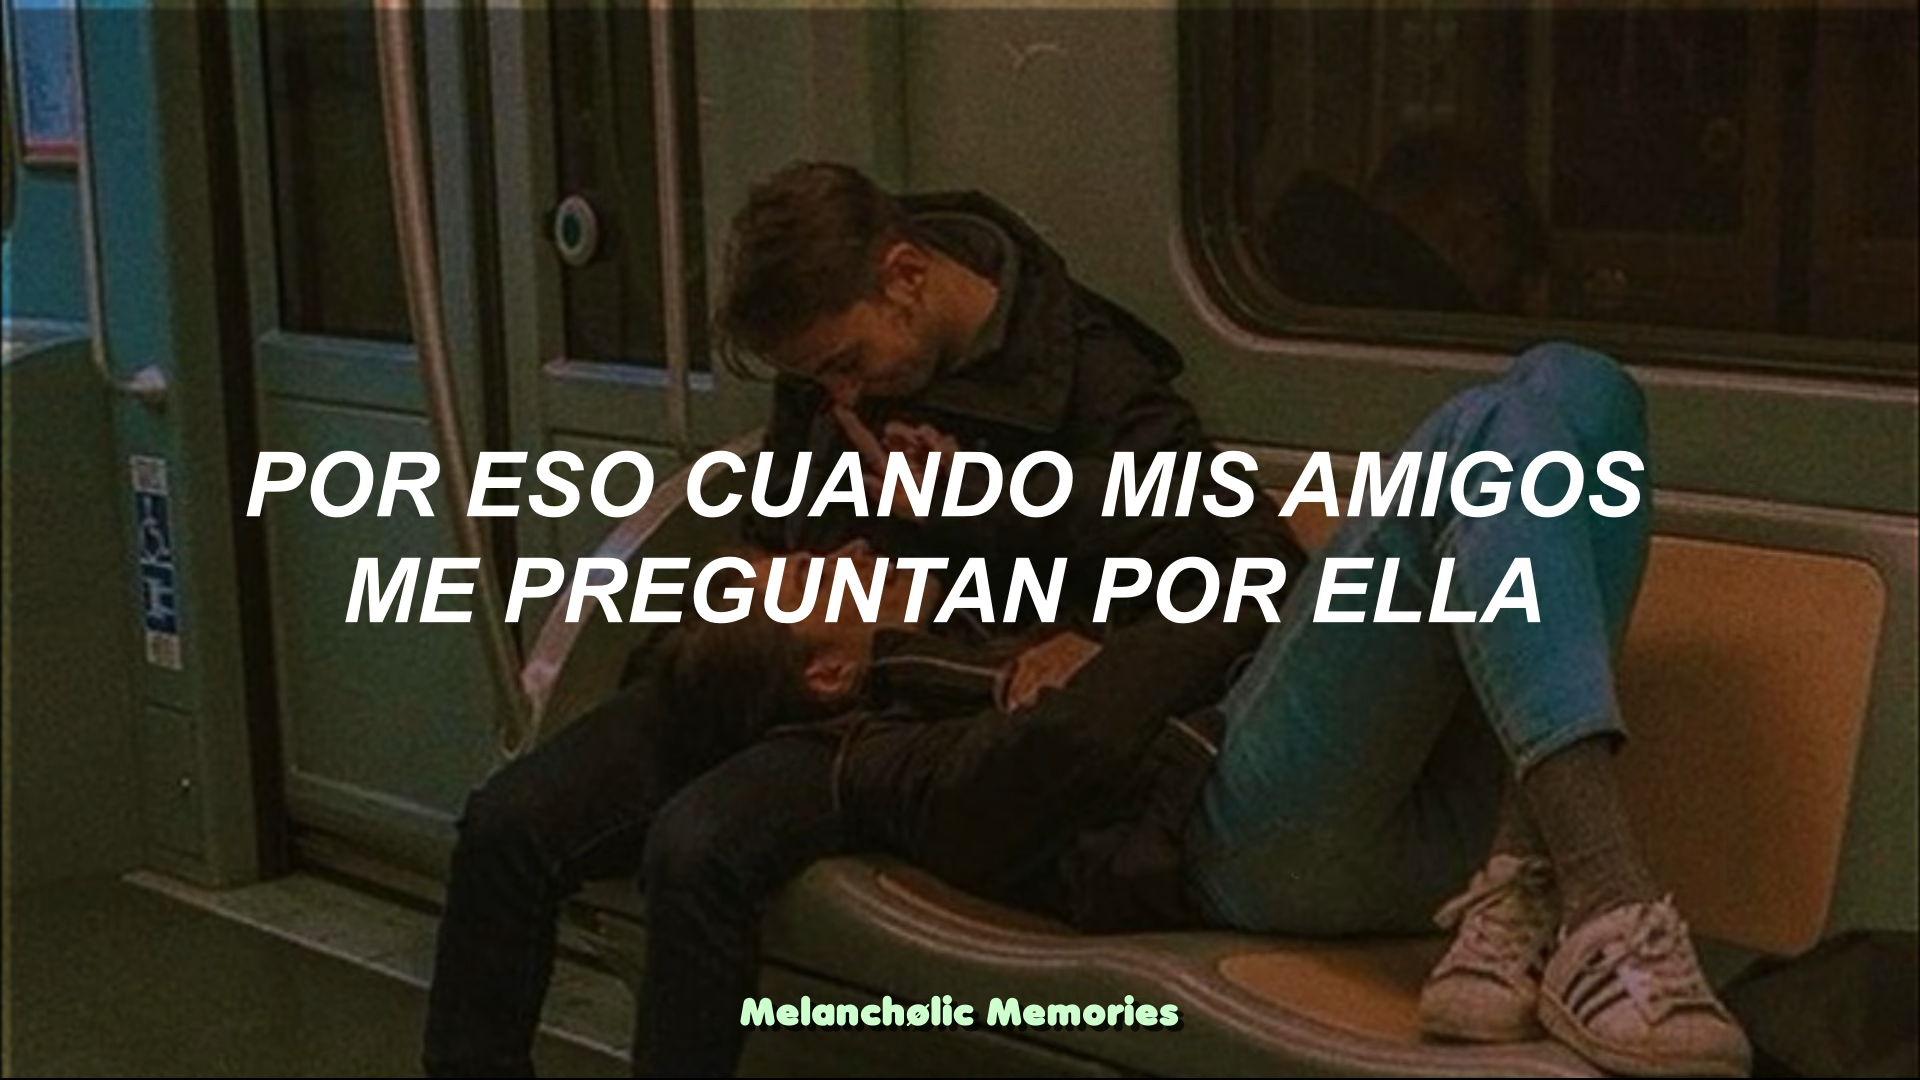 POR ESO CUANDO MIS AMIGOS
ME PREGUNTAN POR ELLA
Melanchølic Memories